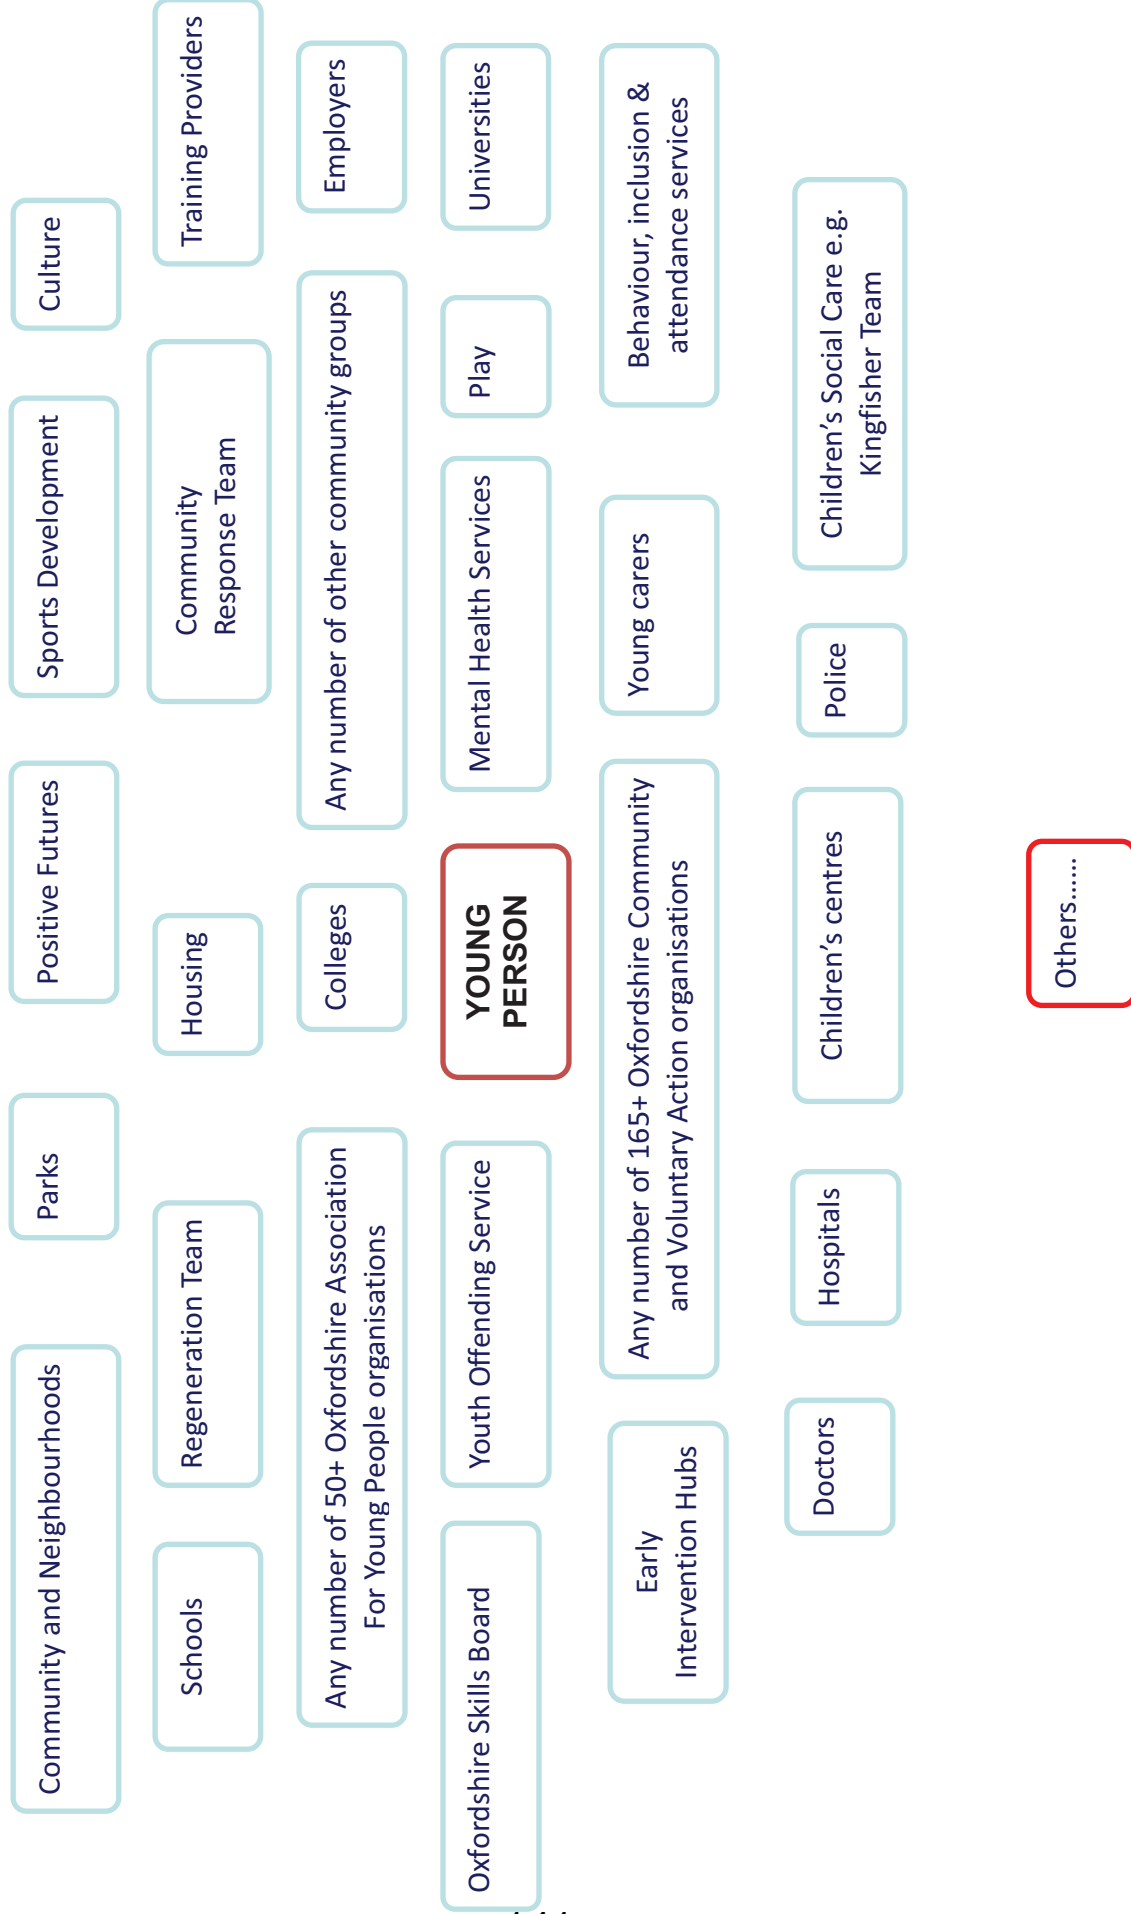 Community and Neighbourhoods
Parks
Positive Futures
Sports Development
Culture
Schools
Regeneration Team
Housing
Community
Response Team
Training Providers
Any number of 50+ Oxfordshire Association
For Young People organisations
Colleges
Any number of other community groups
Employers
Oxfordshire Skills Board
Youth Offending Service
YOUNG
PERSON
Mental Health Services
Play
Universities
Early
Intervention Hubs
Any number of 165+ Oxfordshire Community
and Voluntary Action organisations
Young carers
Behaviour, inclusion &
attendance services
Doctors
Hospitals
Children’s centres
Police
Children’s Social Care e.g.
Kingfisher Team
Others......